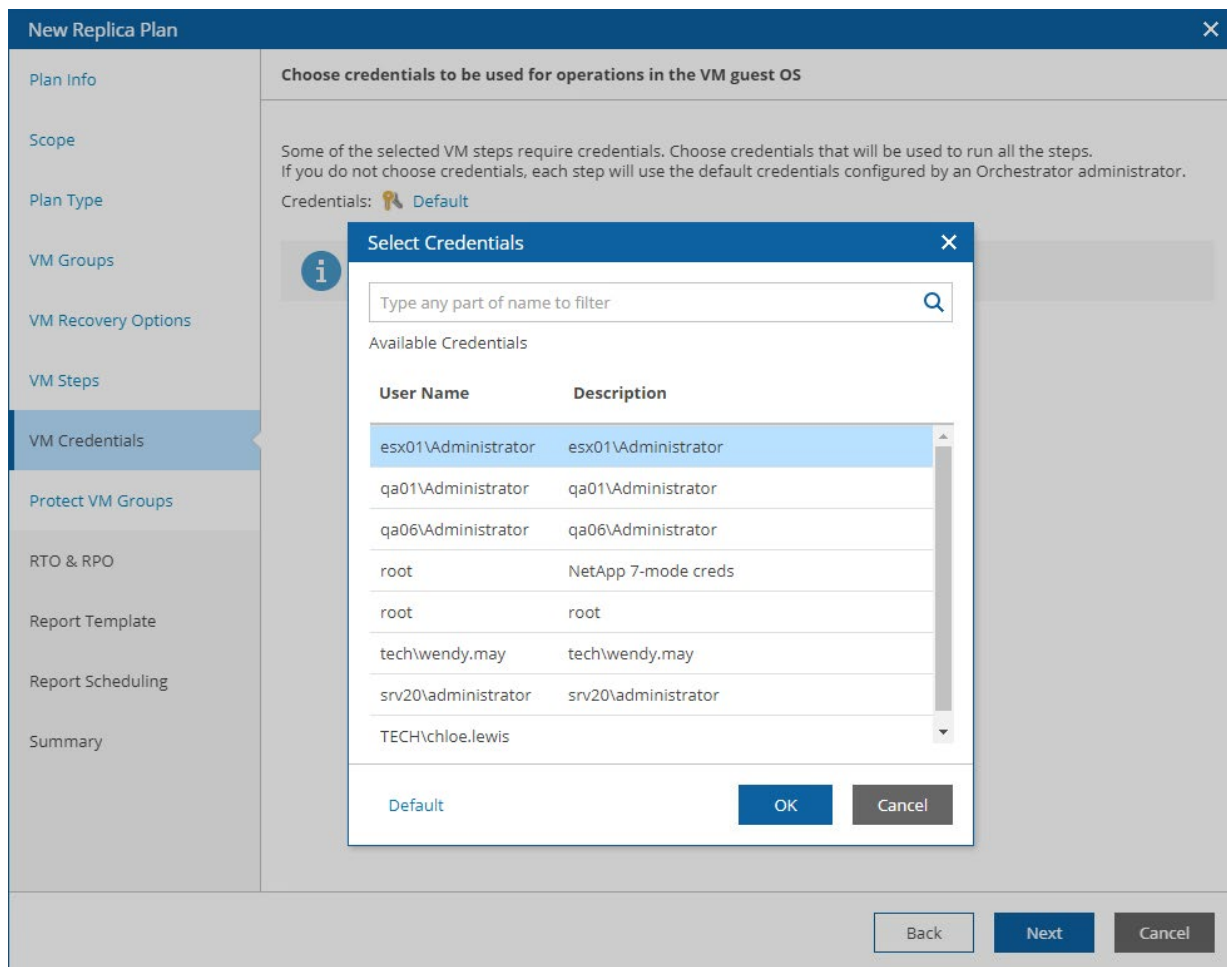 New Replica Plan
Plan Info
Scope
Plan Type
VM Groups
VM Recovery Options
VM Steps
VM Credentials
Protect VM Groups
RTO & RPO
Report Template
Report Scheduling
Summary
Choose credentials to be used for operations in the VM guest OS
Some of the selected VM steps require credentials. Choose credentials that will be used to run all the steps.
If you do not choose credentials, each step will use the default credentials configured by an Orchestrator administrator.
Credentials: Default
Select Credentials
Type any part of name to filter
Available Credentials
User Name Description
esx01\Administrator esx01\Administrator
qa01\Administrator qa01\Administrator
qa06\Administrator qa06\Administrator
root NetApp 7-mode creds
root root
tech\wendy.may tech\wendy.may
srv20\administrator srv20\administrator
TECH\chloe.lewis
Default OK Cancel
Back Next Cancel